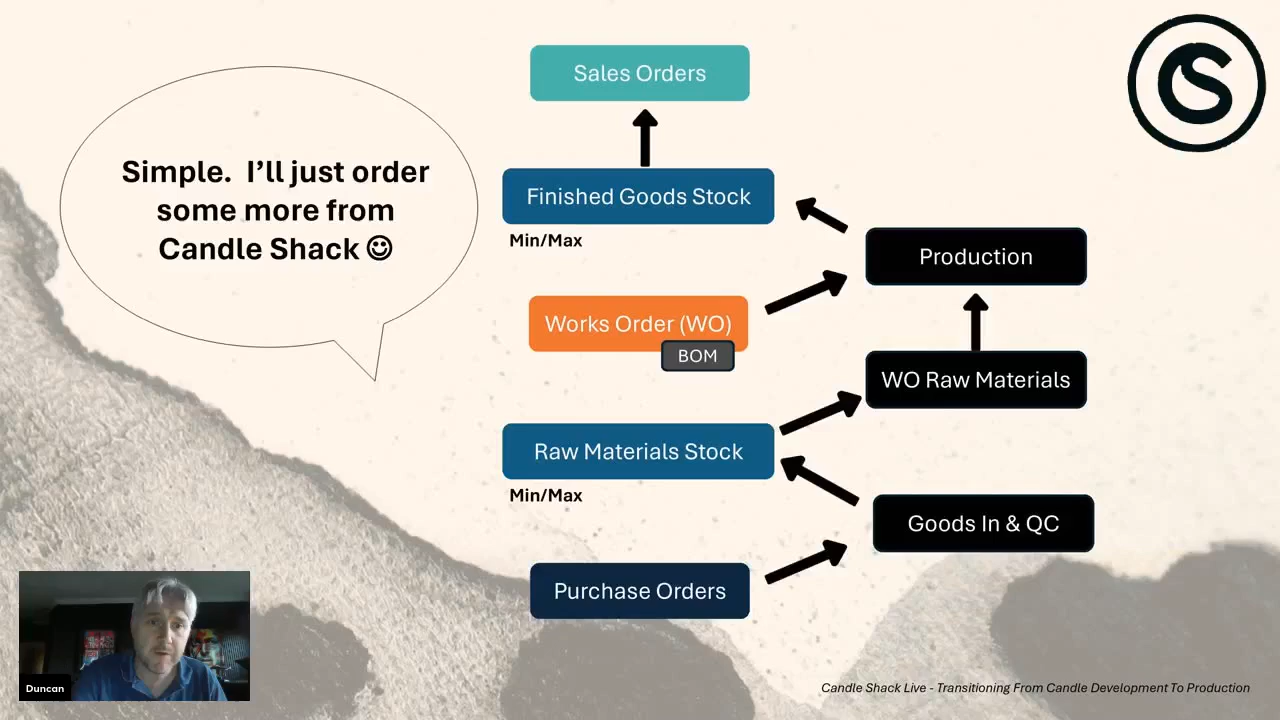 Sales Orders
Simple.  I’ll just order
some more from
Candle Shack ☺
Finished Goods Stock
Min/Max
Production
Works Order (WO)
BOM
WO Raw Materials
Raw Materials Stock
Min/Max
Goods In & QC
Purchase Orders
Duncan
Candle Shack Live - Transitioning From Candle Development To Production